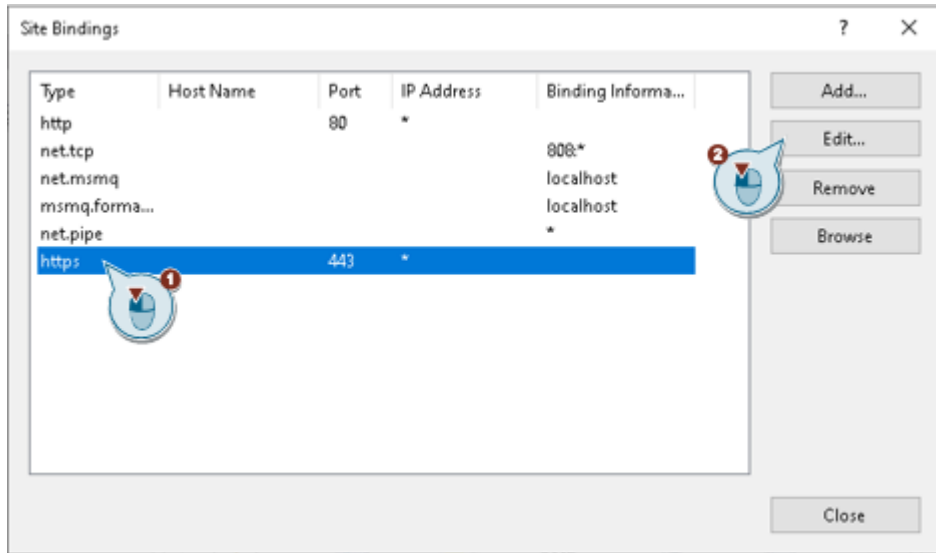 Site Bindings ?
Type Host Name Port IP Address Binding Informa... Add...
http 80 *
Edit...
net.tcp 808:* 2
net.msmq localhost Remove
msmq.forma... localhost
net.pipe * Browse
https 443 *
1
Close